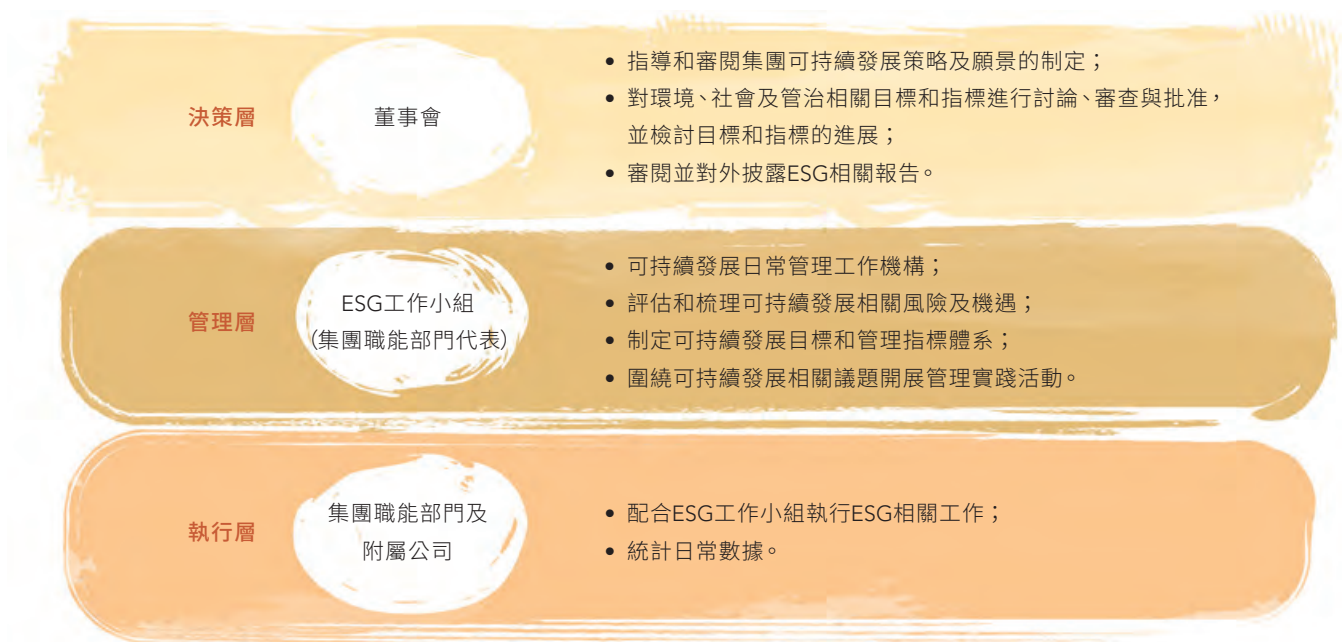 決策層
董事會
• 指導和審閱集團可持續發展策略及願景的制定；
• 對環境、社會及管治相關目標和指標進行討論、審查與批准，
並檢討目標和指標的進展；
• 審閱並對外披露ESG相關報告。
管理層
ESG工作小組
(集團職能部門代表)
• 可持續發展日常管理工作機構；
• 評估和梳理可持續發展相關風險及機遇；
• 制定可持續發展目標和管理指標體系；
• 圍繞可持續發展相關議題開展管理實踐活動。
執行層
集團職能部門及
附屬公司
• 配合ESG工作小組執行ESG相關工作；
• 統計日常數據。